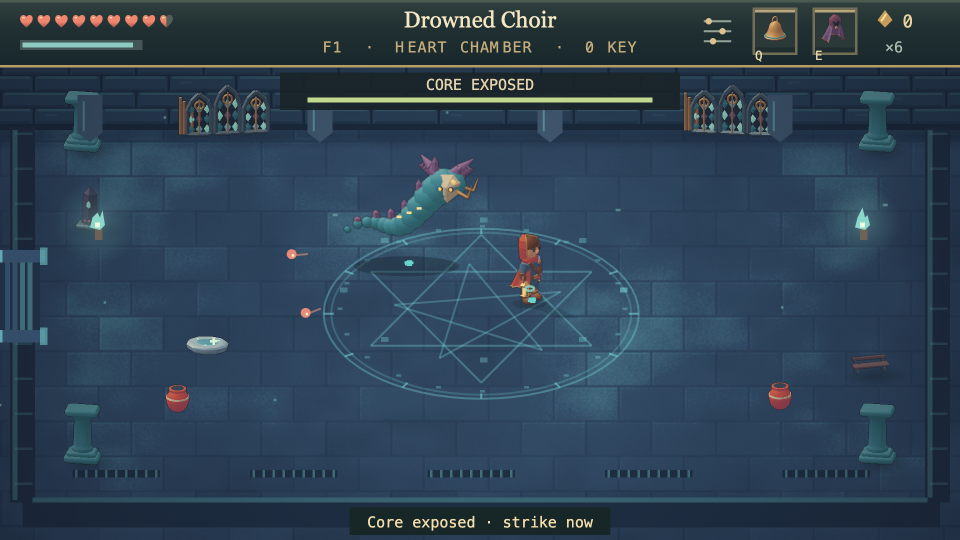 Drowned Choir
F1 · HEART CHAMBER · 0 KEY
Q
E
0
×6
CORE EXPOSED
Core exposed · strike now